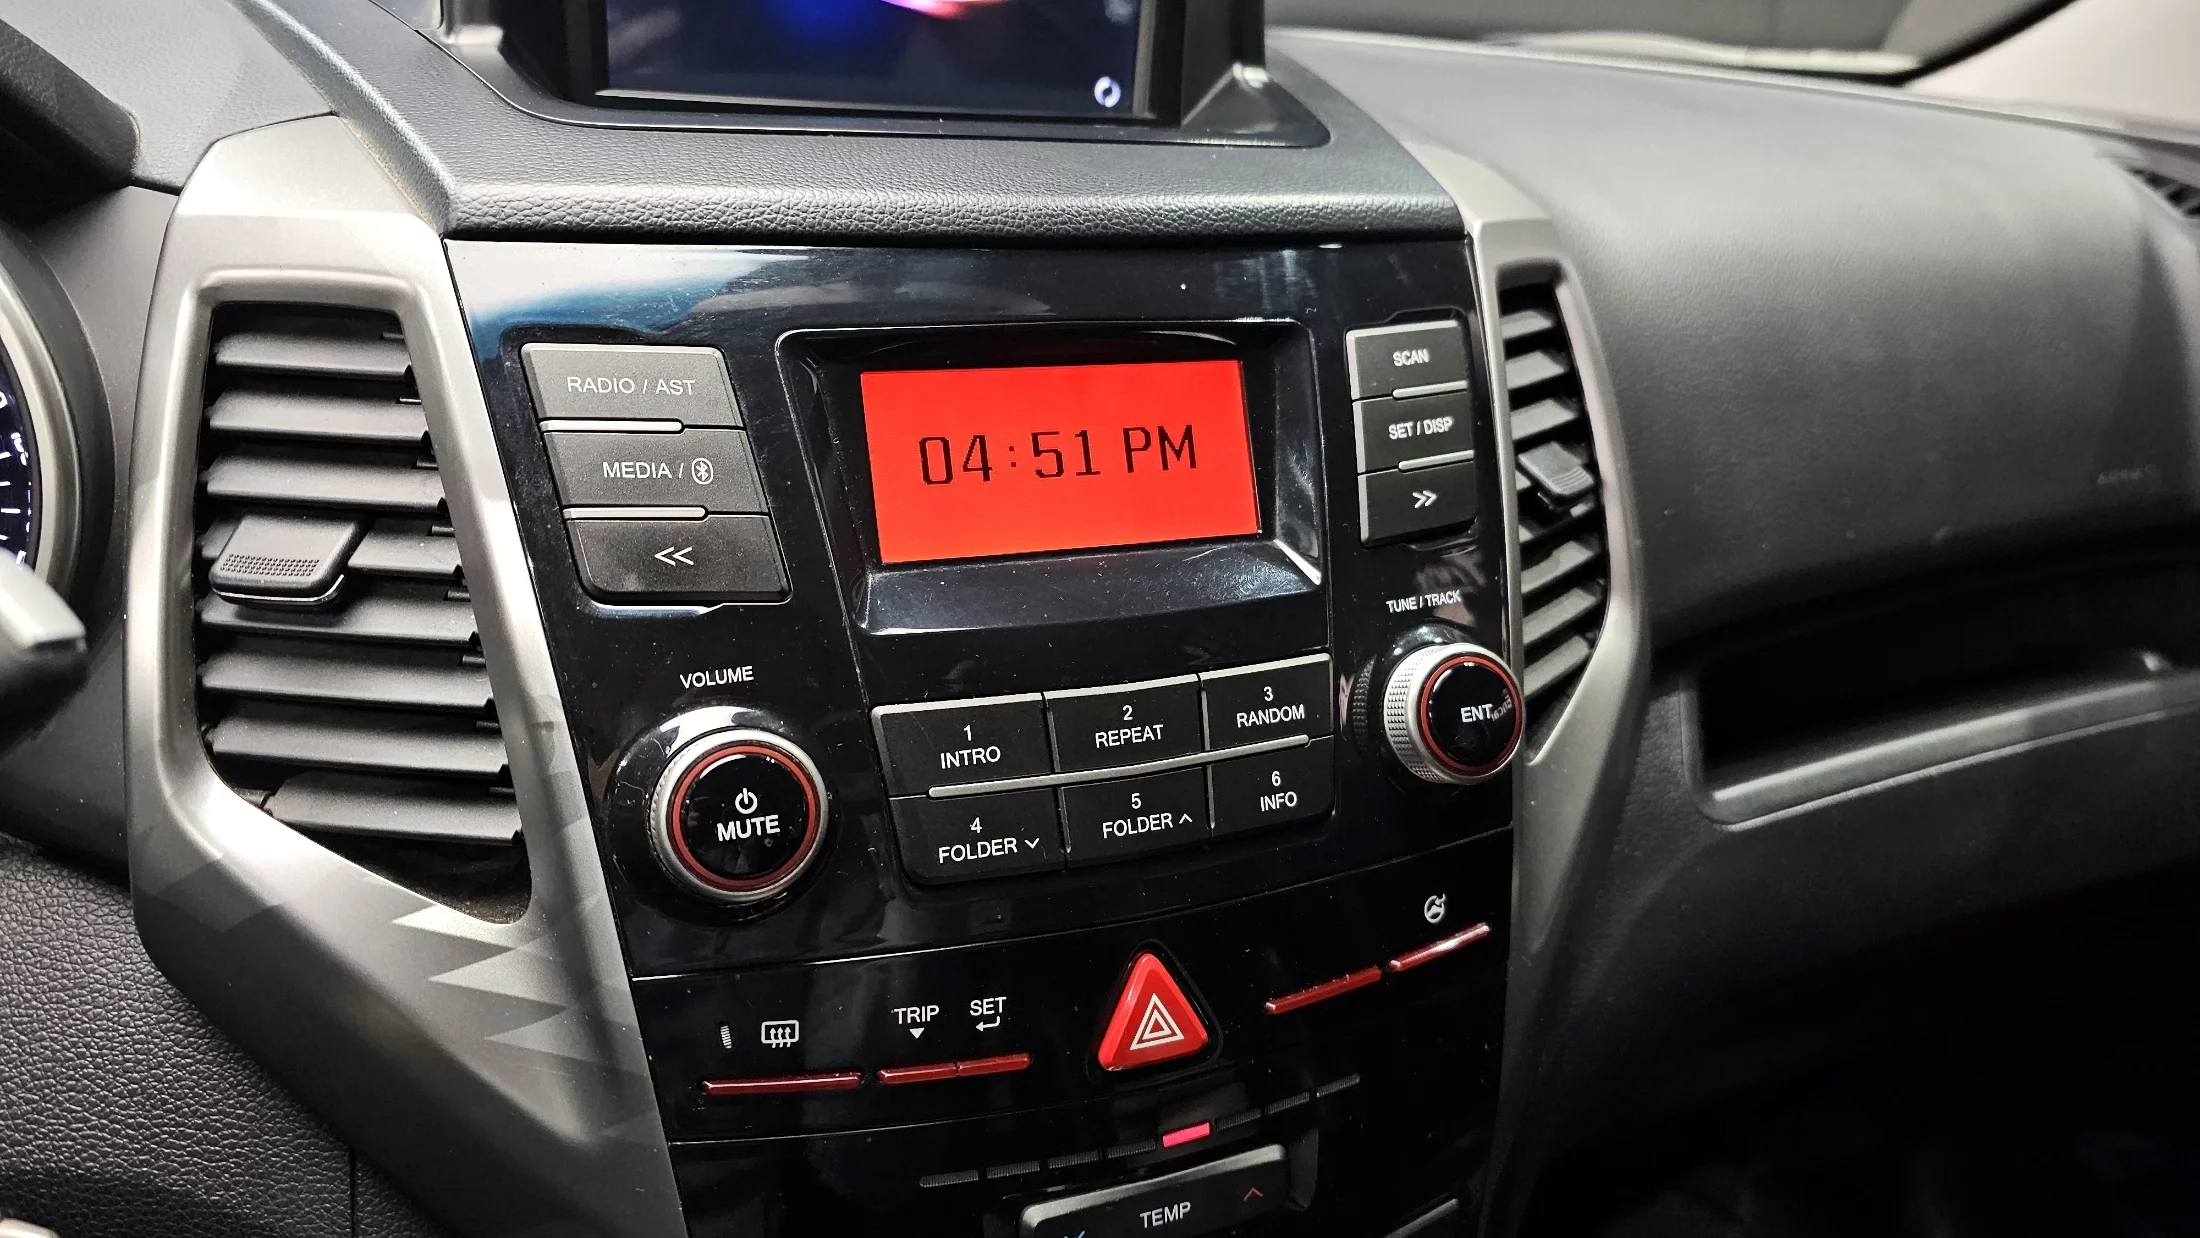 RADIO / AST
MEDIA /
04:51 PM
SCAN
SET / DISP
TUNE / TRACK
VOLUME
MUTE
1
INTRO
2
REPEAT
3
RANDOM
ENT
4
FOLDER
5
FOLDER
6
INFO
TRIP
SET
TEMP